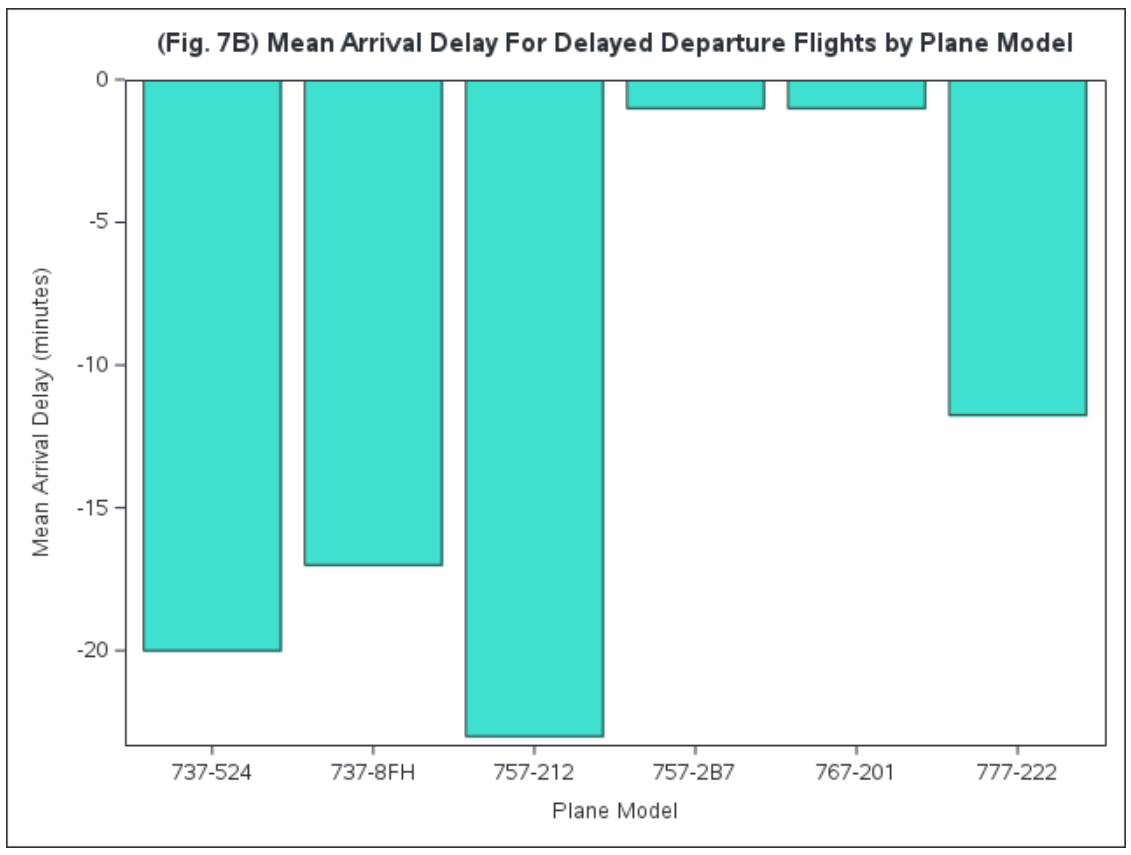 (Fig. 7B) Mean Arrival Delay For Delayed Departure Flights by Plane Model
Mean Arrival Delay (minutes)
0
-5
-10
-15
-20
737-524
737-8FH
757-212
757-2B7
767-201
777-222
Plane Model